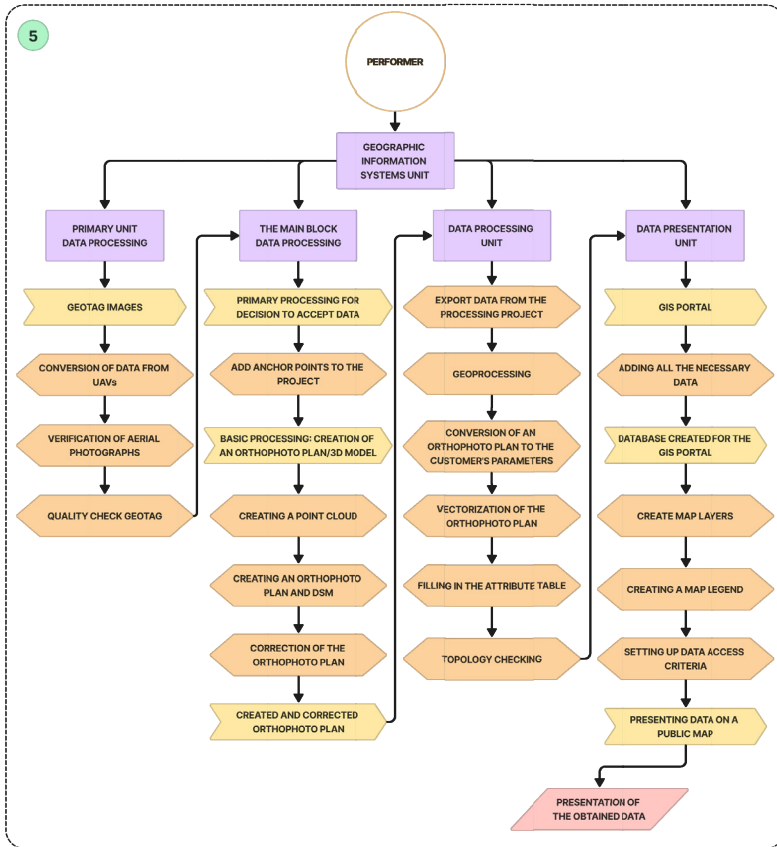 5
PERFORMER
GEOGRAPHIC
INFORMATION
SYSTEMS UNIT
PRIMARY UNIT
DATA PROCESSING
GEOTAG IMAGES
CONVERSION OF DATA FROM
UAVs
VERIFICATION OF AERIAL
PHOTOGRAPHS
QUALITY CHECK GEOTAG
THE MAIN BLOCK
DATA PROCESSING
PRIMARY PROCESSING FOR
DECISION TO ACCEPT DATA
ADD ANCHOR POINTS TO THE
PROJECT
BASIC PROCESSING: CREATION OF
AN ORTHOPHOTO PLAN/3D MODEL
CREATING A POINT CLOUD
CREATING AN ORTHOPHOTO
PLAN AND DSM
CORRECTION OF THE
ORTHOPHOTO PLAN
CREATED AND CORRECTED
ORTHOPHOTO PLAN
DATA PROCESSING
UNIT
EXPORT DATA FROM THE
PROCESSING PROJECT
GEOPROCESSING
CONVERSION OF AN
ORTHOPHOTO PLAN TO THE
CUSTOMER'S PARAMETERS
VECTORIZATION OF THE
ORTHOPHOTO PLAN
FILLING IN THE ATTRIBUTE TABLE
TOPOLOGY CHECKING
DATA PRESENTATION
UNIT
GIS PORTAL
ADDING ALL THE NECESSARY
DATA
DATABASE CREATED FOR THE
GIS PORTAL
CREATE MAP LAYERS
CREATING A MAP LEGEND
SETTING UP DATA ACCESS
CRITERIA
PRESENTING DATA ON A
PUBLIC MAP
PRESENTATION OF
THE OBTAINED DATA